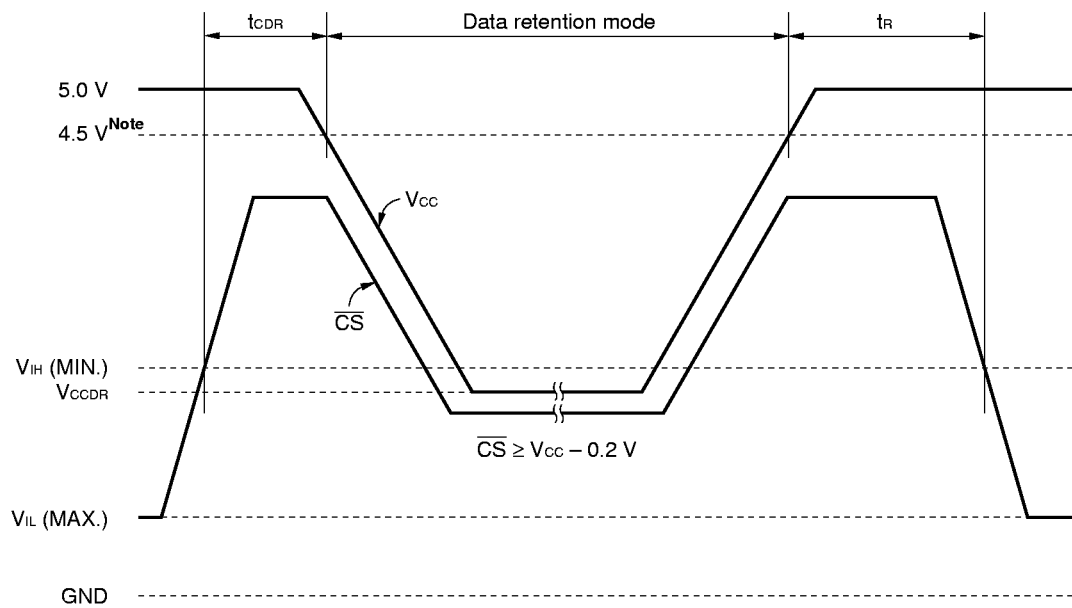 tCDR
Data retention mode
tR
5.0 V
4.5 V Note
VCC
CS
VIH (MIN.)
VCCDR
CS ≥ VCC – 0.2 V
VIL (MAX.)
GND